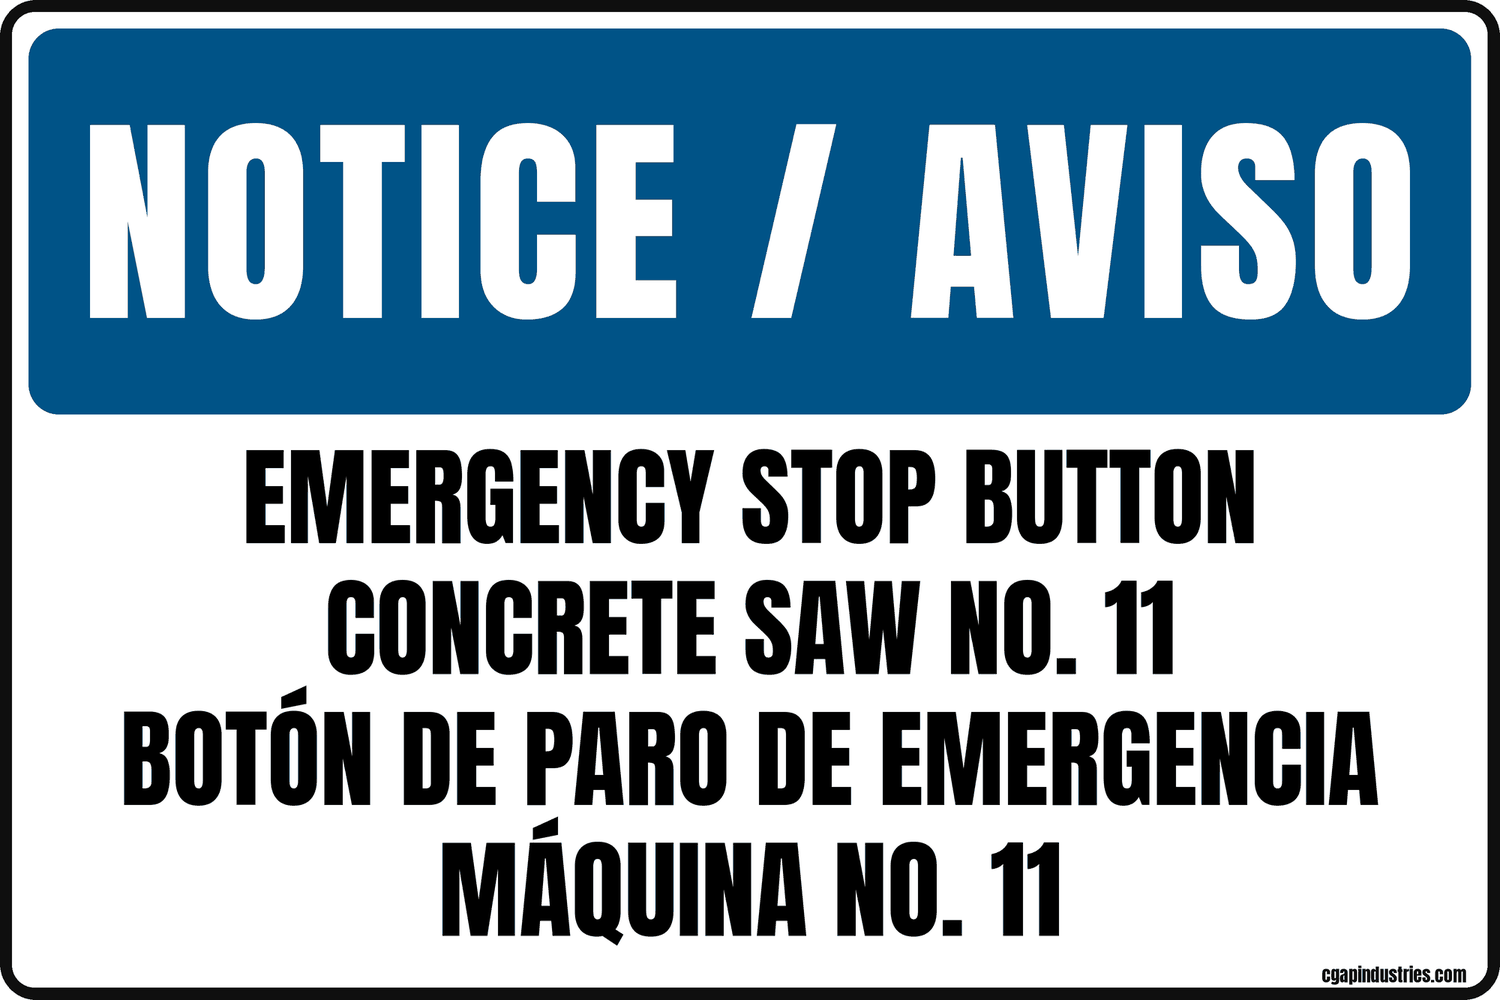 NOTICE / AVISO
EMERGENCY STOP BUTTON
CONCRETE SAW NO. 11
BOTÓN DE PARO DE EMERGENCIA
MÁQUINA NO. 11
cgapindustries.com